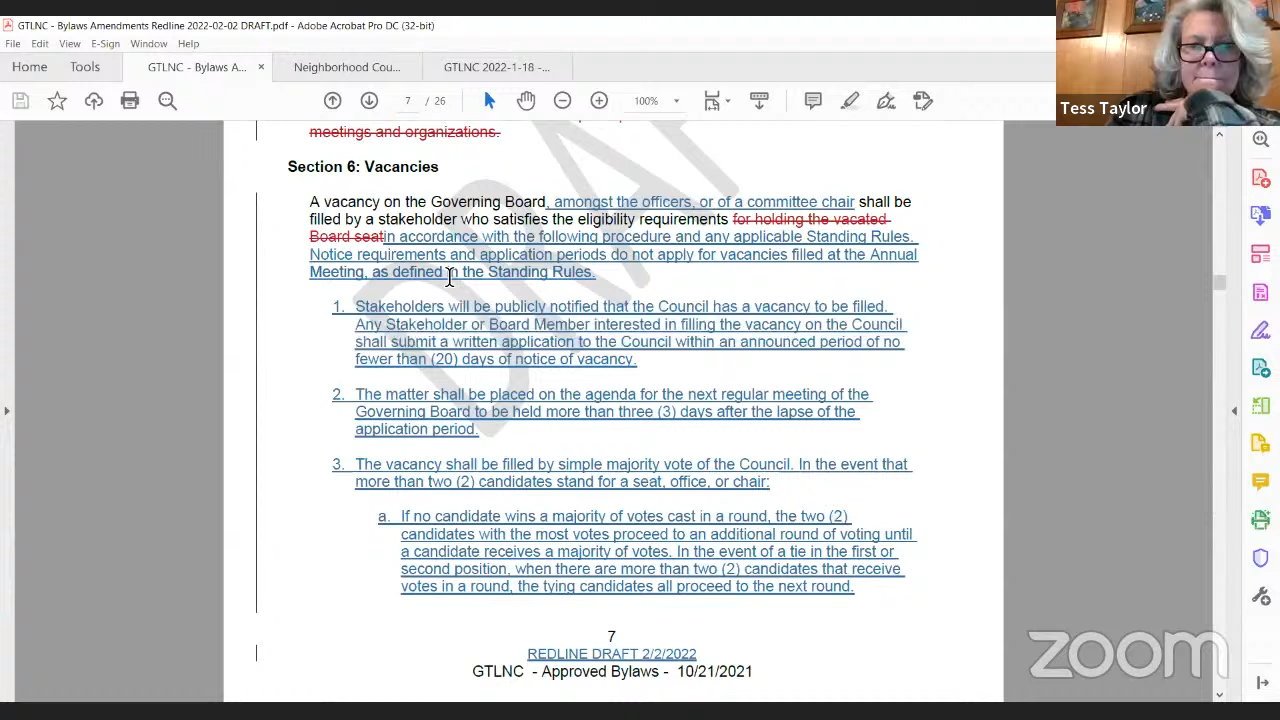 GTLNC - Bylaws Amendments Redline 2022-02-02 DRAFT.pdf - Adobe Acrobat Pro DC (32-bit)
File Edit View E-Sign Window Help
Home Tools GTLNC - Bylaws A... × Neighborhood Cou... GTLNC 2022-1-18 -...
7 / 26 100%
Tess Taylor
DRAFT
meetings and organizations.
Section 6: Vacancies
A vacancy on the Governing Board, amongst the officers, or of a committee chair shall be
filled by a stakeholder who satisfies the eligibility requirements for holding the vacated
Board seatin accordance with the following procedure and any applicable Standing Rules.
Notice requirements and application periods do not apply for vacancies filled at the Annual
Meeting, as defined in the Standing Rules.
1. Stakeholders will be publicly notified that the Council has a vacancy to be filled.
Any Stakeholder or Board Member interested in filling the vacancy on the Council
shall submit a written application to the Council within an announced period of no
fewer than (20) days of notice of vacancy.
2. The matter shall be placed on the agenda for the next regular meeting of the
Governing Board to be held more than three (3) days after the lapse of the
application period.
3. The vacancy shall be filled by simple majority vote of the Council. In the event that
more than two (2) candidates stand for a seat, office, or chair:
a. If no candidate wins a majority of votes cast in a round, the two (2)
candidates with the most votes proceed to an additional round of voting until
a candidate receives a majority of votes. In the event of a tie in the first or
second position, when there are more than two (2) candidates that receive
votes in a round, the tying candidates all proceed to the next round.
7
REDLINE DRAFT 2/2/2022
GTLNC - Approved Bylaws - 10/21/2021
zoom